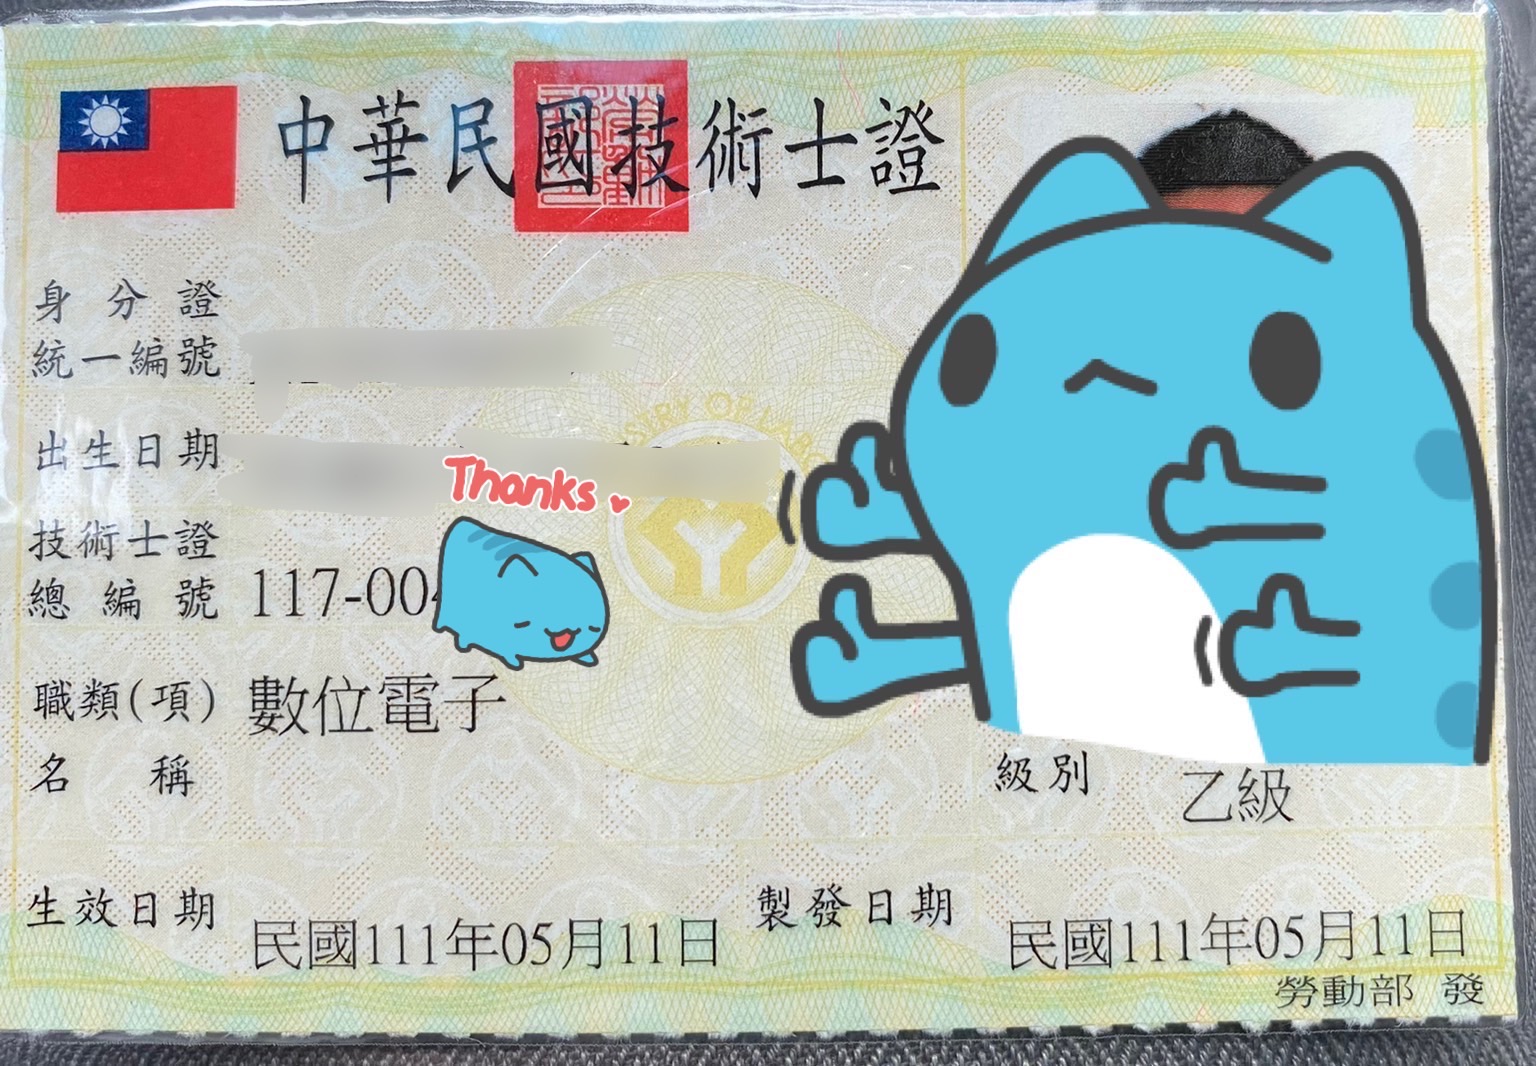 中華民國技術士證
身分證
統一編號
出生日期
Thanks
技術士證
總編號 117-004
職類(項) 數位電子
名稱
級別 乙級
生效日期 民國111年05月11日
製發日期 民國111年05月11日
勞動部 發